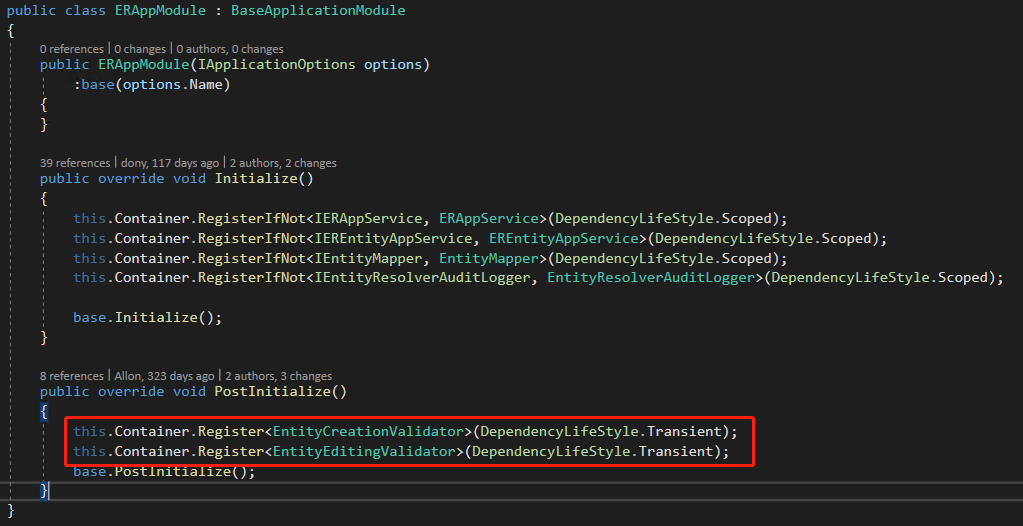 public class ERAppModule : BaseApplicationModule
{
0 references | 0 changes | 0 authors, 0 changes
public ERAppModule(IApplicationOptions options)
:base(options.Name)
{
}
39 references | dony, 117 days ago | 2 authors, 2 changes
public override void Initialize()
{
this.Container.RegisterIfNot<IERAppService, ERAppService>(DependencyLifeStyle.Scoped);
this.Container.RegisterIfNot<IEREntityAppService, EREntityAppService>(DependencyLifeStyle.Scoped);
this.Container.RegisterIfNot<IEntityMapper, EntityMapper>(DependencyLifeStyle.Scoped);
this.Container.RegisterIfNot<IEntityResolverAuditLogger, EntityResolverAuditLogger>(DependencyLifeStyle.Scoped);
base.Initialize();
}
8 references | Allon, 323 days ago | 2 authors, 3 changes
public override void PostInitialize()
{
this.Container.Register<EntityCreationValidator>(DependencyLifeStyle.Transient);
this.Container.Register<EntityEditingValidator>(DependencyLifeStyle.Transient);
base.PostInitialize();
}
}